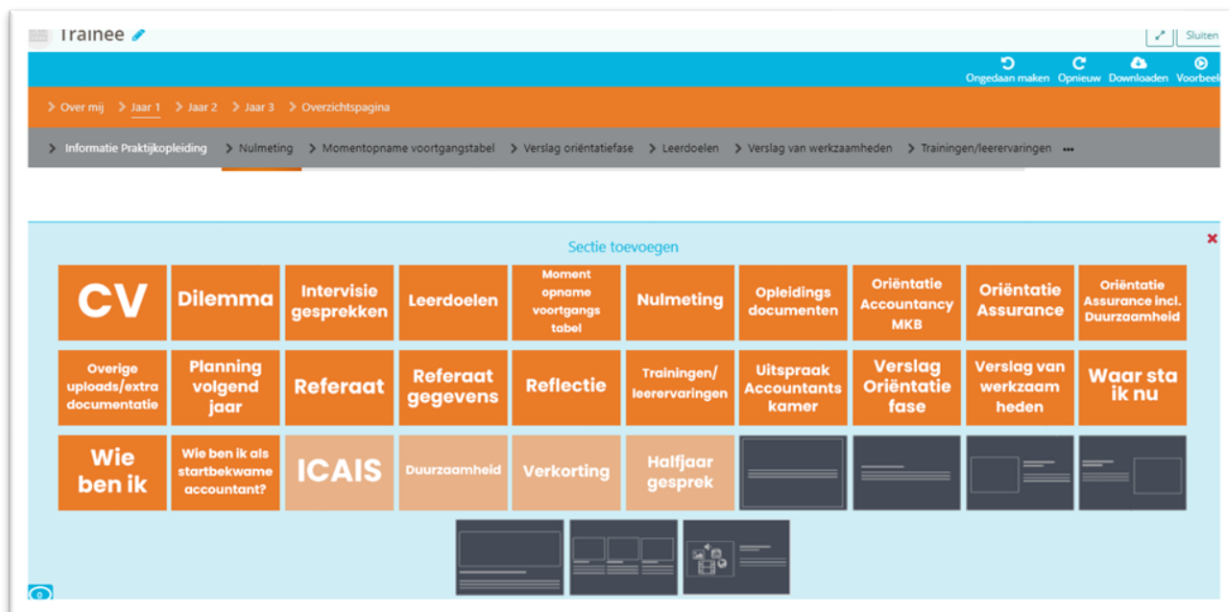 Trainee
Sluiten
Ongedaan maken Opnieuw Downloaden Voorbeeld
Over mij Jaar 1 Jaar 2 Jaar 3 Overzichtspagina
Informatie Praktijkopleiding Nulmeting Momentopname voortgangstabel Verslag oriëntatiefase Leerdoelen Verslag van werkzaamheden Trainingen/leerervaringen ...
Sectie toevoegen
CV
Dilemma
Intervisie
gesprekken
Leerdoelen
Moment
opname
voortgangs
tabel
Nulmeting
Opleidings
documenten
Oriëntatie
Accountancy
MKB
Oriëntatie
Assurance
Oriëntatie
Assurance incl.
Duurzaamheid
Overige
uploads/extra
documentatie
Planning
volgend
jaar
Referaat
Referaat
gegevens
Reflectie
Trainingen/
leerervaringen
Uitspraak
Accountants
kamer
Verslag
Oriëntatie
fase
Verslag van
werkzaam
heden
Waar sta
ik nu
Wie
ben ik
Wie ben ik als
startbekwame
accountant?
ICAIS
Duurzaamheid
Verkorting
Halfjaar
gesprek